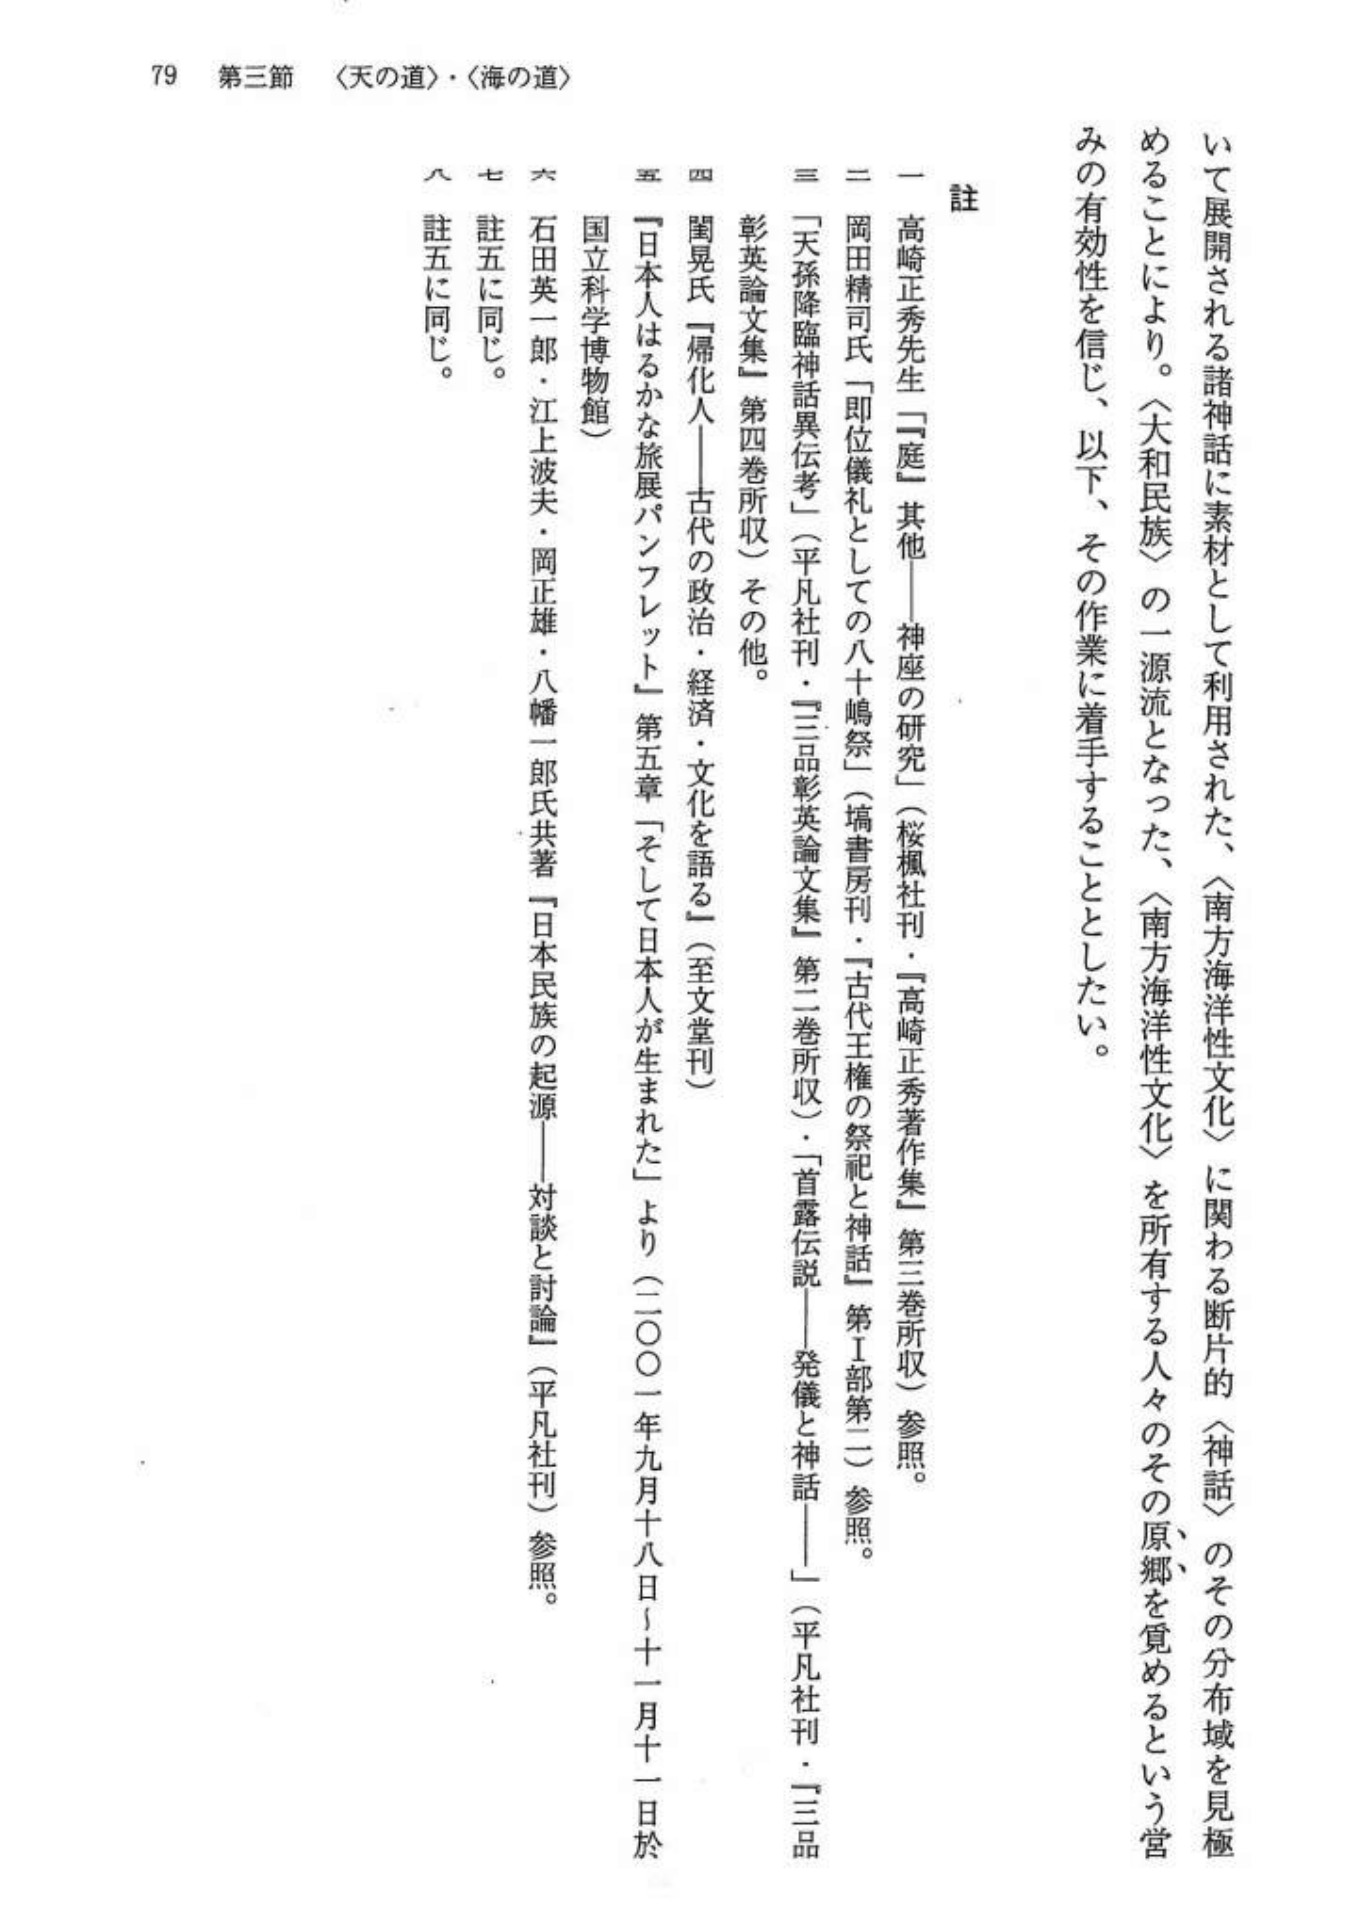 79　第三節　〈天の道〉・〈海の道〉
いて展開される諸神話に素材として利用された、〈南方海洋性文化〉に関わる断片的〈神話〉のその分布域を見極
めることにより。〈大和民族〉の一源流となった、〈南方海洋性文化〉を所有する人々のその原郷を覓めるという営
みの有効性を信じ、以下、その作業に着手することとしたい。
註
一　高崎正秀先生「『庭』其他――神座の研究」（桜楓社刊・『高崎正秀著作集』第三巻所収）参照。
二　岡田精司氏「即位儀礼としての八十嶋祭」（塙書房刊・『古代王権の祭祀と神話』第Ⅰ部第二）参照。
三　「天孫降臨神話異伝考」（平凡社刊・『三品彰英論文集』第二巻所収）・「首露伝説――発儀と神話――」（平凡社刊・『三品
彰英論文集』第四巻所収）その他。
四　関晃氏『帰化人――古代の政治・経済・文化を語る』（至文堂刊）
五　『日本人はるかな旅展パンフレット』第五章「そして日本人が生まれた」より（二〇〇一年九月十八日～十一月十一日於
国立科学博物館）
六　石田英一郎・江上波夫・岡正雄・八幡一郎氏共著『日本民族の起源――対談と討論』（平凡社刊）参照。
七　註五に同じ。
八　註五に同じ。